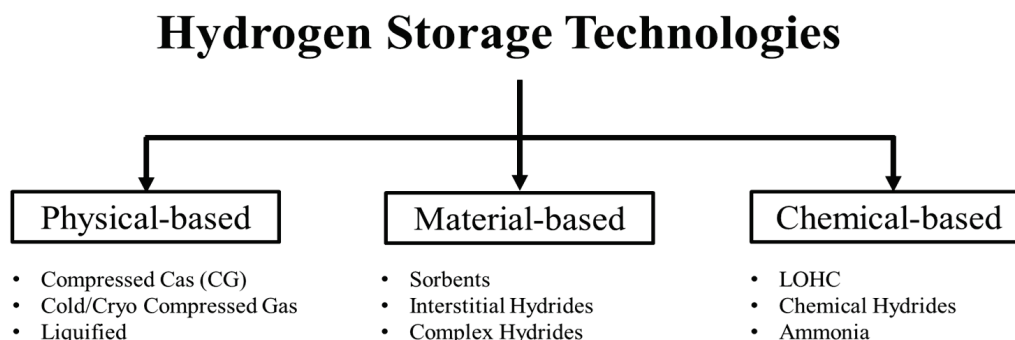 Hydrogen Storage Technologies
Physical-based
• Compressed Cas (CG)
• Cold/Cryo Compressed Gas
• Liquified
Material-based
• Sorbents
• Interstitial Hydrides
• Complex Hydrides
Chemical-based
• LOHC
• Chemical Hydrides
• Ammonia